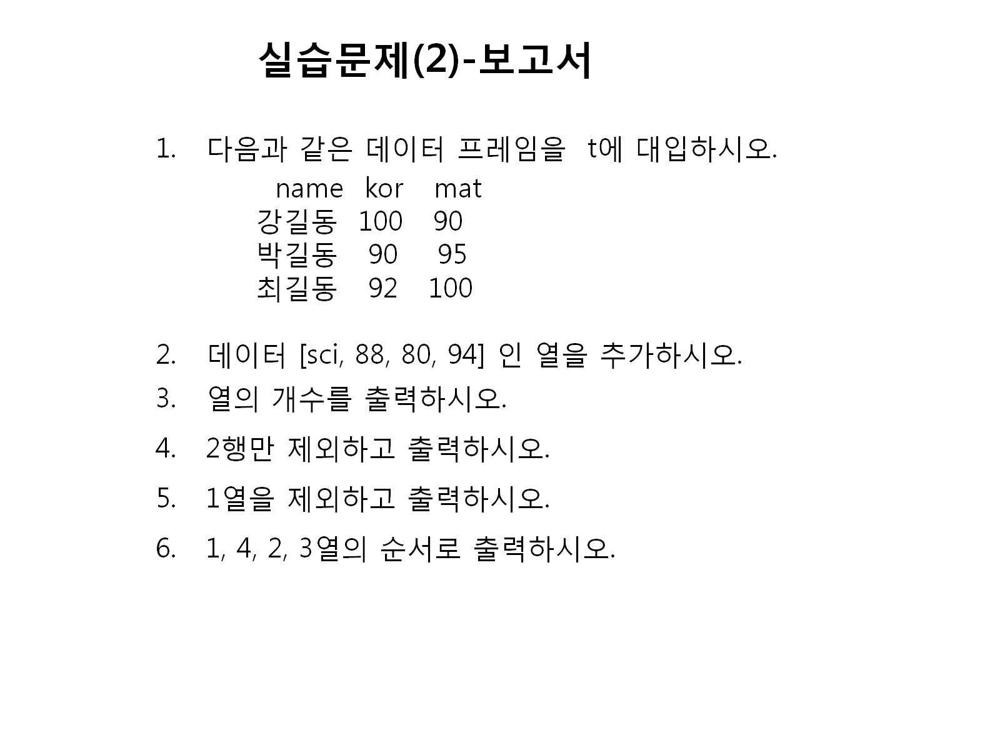 실습문제(2)-보고서
1. 다음과 같은 데이터 프레임을 t에 대입하시오.
name kor mat
강길동 100 90
박길동 90 95
최길동 92 100
2. 데이터 [sci, 88, 80, 94] 인 열을 추가하시오.
3. 열의 개수를 출력하시오.
4. 2행만 제외하고 출력하시오.
5. 1열을 제외하고 출력하시오.
6. 1, 4, 2, 3열의 순서로 출력하시오.